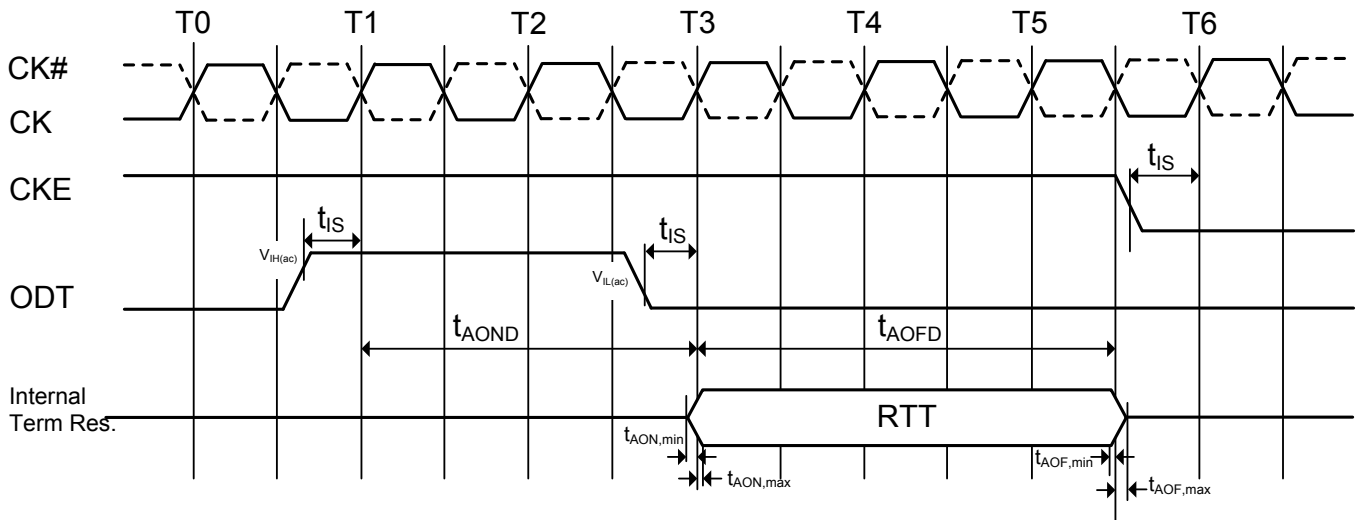 T0 T1 T2 T3 T4 T5 T6
CK#
CK
CKE
tIS
tIS
tIS
VIH(ac)
VIL(ac)
ODT
tAOND
tAOFD
Internal
Term Res.
RTT
tAON,min
tAOF,min
tAON,max
tAOF,max